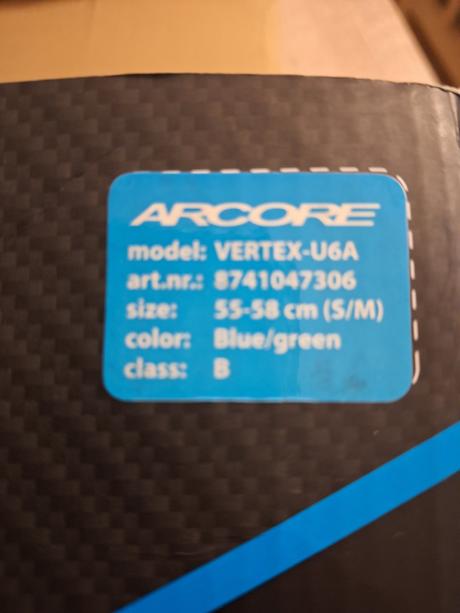 ARCORE
model: VERTEX-U6A
art.nr.: 8741047306
size: 55-58 cm (S/M)
color: Blue/green
class: B